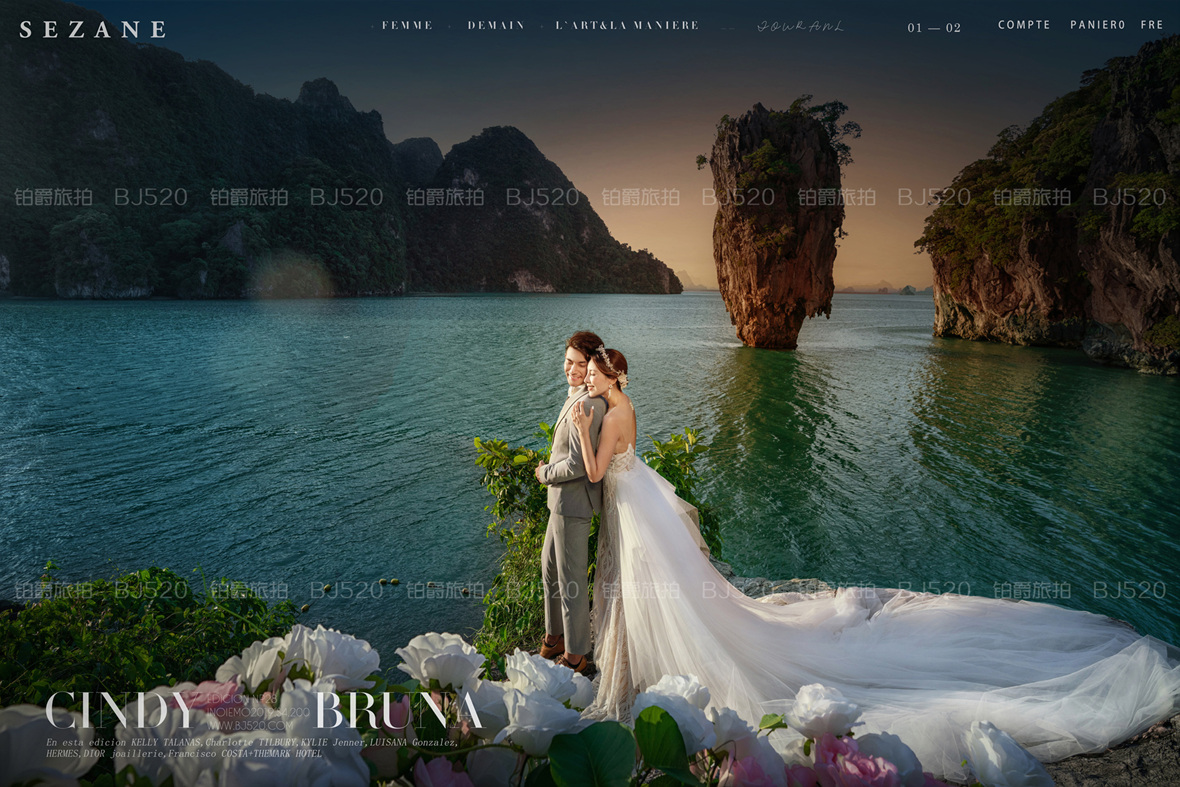 SEZANE FEMME DEMAIN L'ART&LA MANIERE JOURANL 01 — 02 COMPTE PANIER0 FRE
铂爵旅拍 BJ520 铂爵旅拍 BJ520 铂爵旅拍 BJ520 铂爵旅拍 BJ520 铂爵旅拍 BJ520 铂爵旅拍 BJ520
铂爵旅拍 BJ520 铂爵旅拍 BJ520 铂爵旅拍 BJ520 铂爵旅拍 BJ520 铂爵旅拍 BJ520 铂爵旅拍 BJ520
CINDY BRUNA
WWW.BJ520.COM
En esta edicion KELLY TALANAS,Charlotte TILBURY,KYLIE Jenner,LUISANA Gonzalez,
HERMES,DIOR joaillerie,Francisco COSTA+THEMARK HOTEL